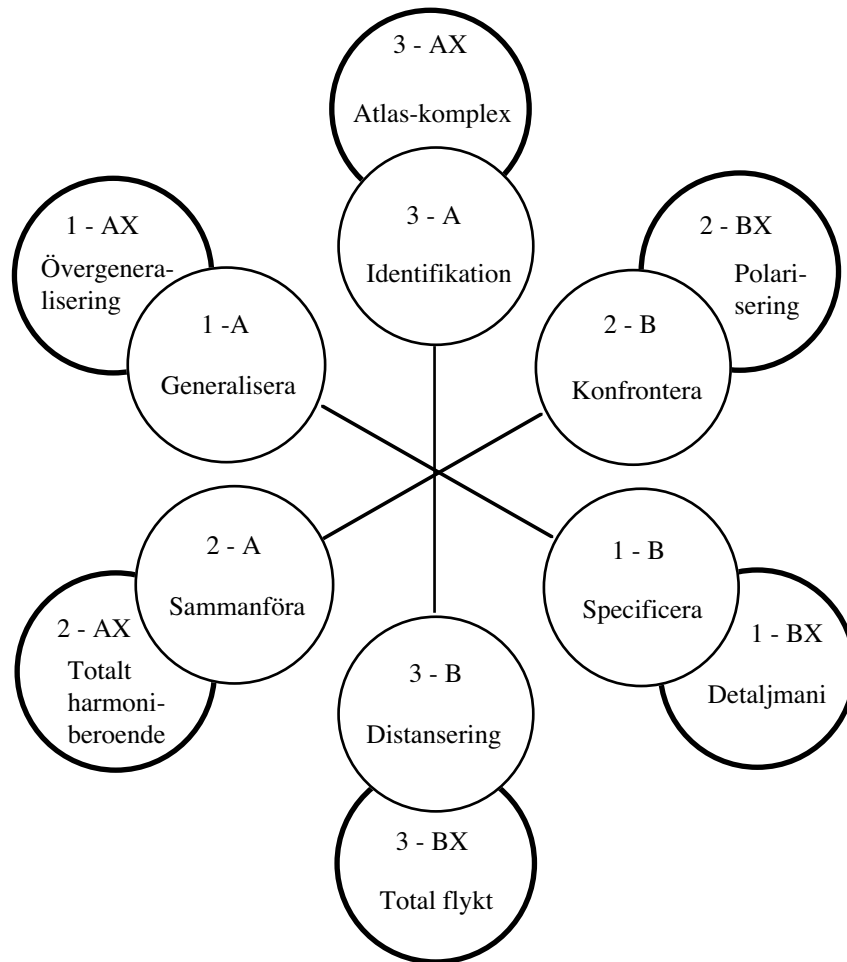 3 - AX
Atlas-komplex
3 - A
Identifikation
1 - AX
Övergenera-
lisering
1 -A
Generalisera
2 - BX
Polari-
sering
2 - B
Konfrontera
2 - A
Sammanföra
2 - AX
Totalt
harmoni-
beroende
1 - B
Specificera
1 - BX
Detaljmani
3 - B
Distansering
3 - BX
Total flykt